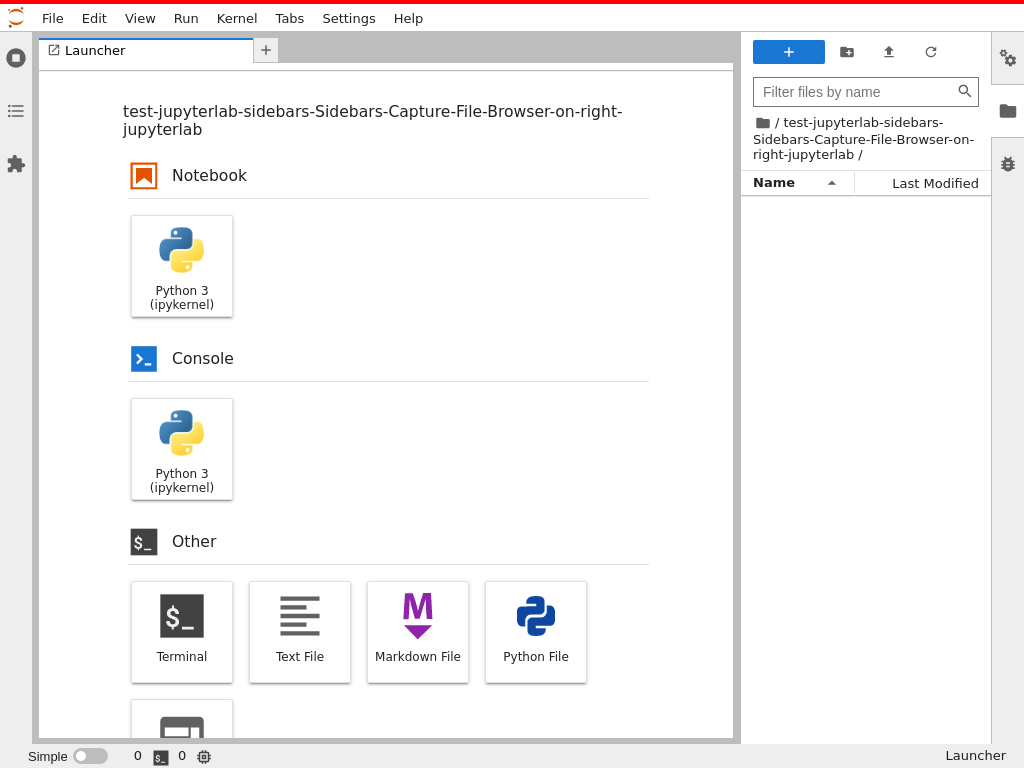 File Edit View Run Kernel Tabs Settings Help
Launcher
test-jupyterlab-sidebars-Sidebars-Capture-File-Browser-on-right-
jupyterlab
Notebook
Python 3
(ipykernel)
Console
Python 3
(ipykernel)
$_ Other
$_
Terminal Text File Markdown File Python File
Filter files by name
/ test-jupyterlab-sidebars-
Sidebars-Capture-File-Browser-on-
right-jupyterlab /
Name Last Modified
Simple 0 $_ 0 Launcher